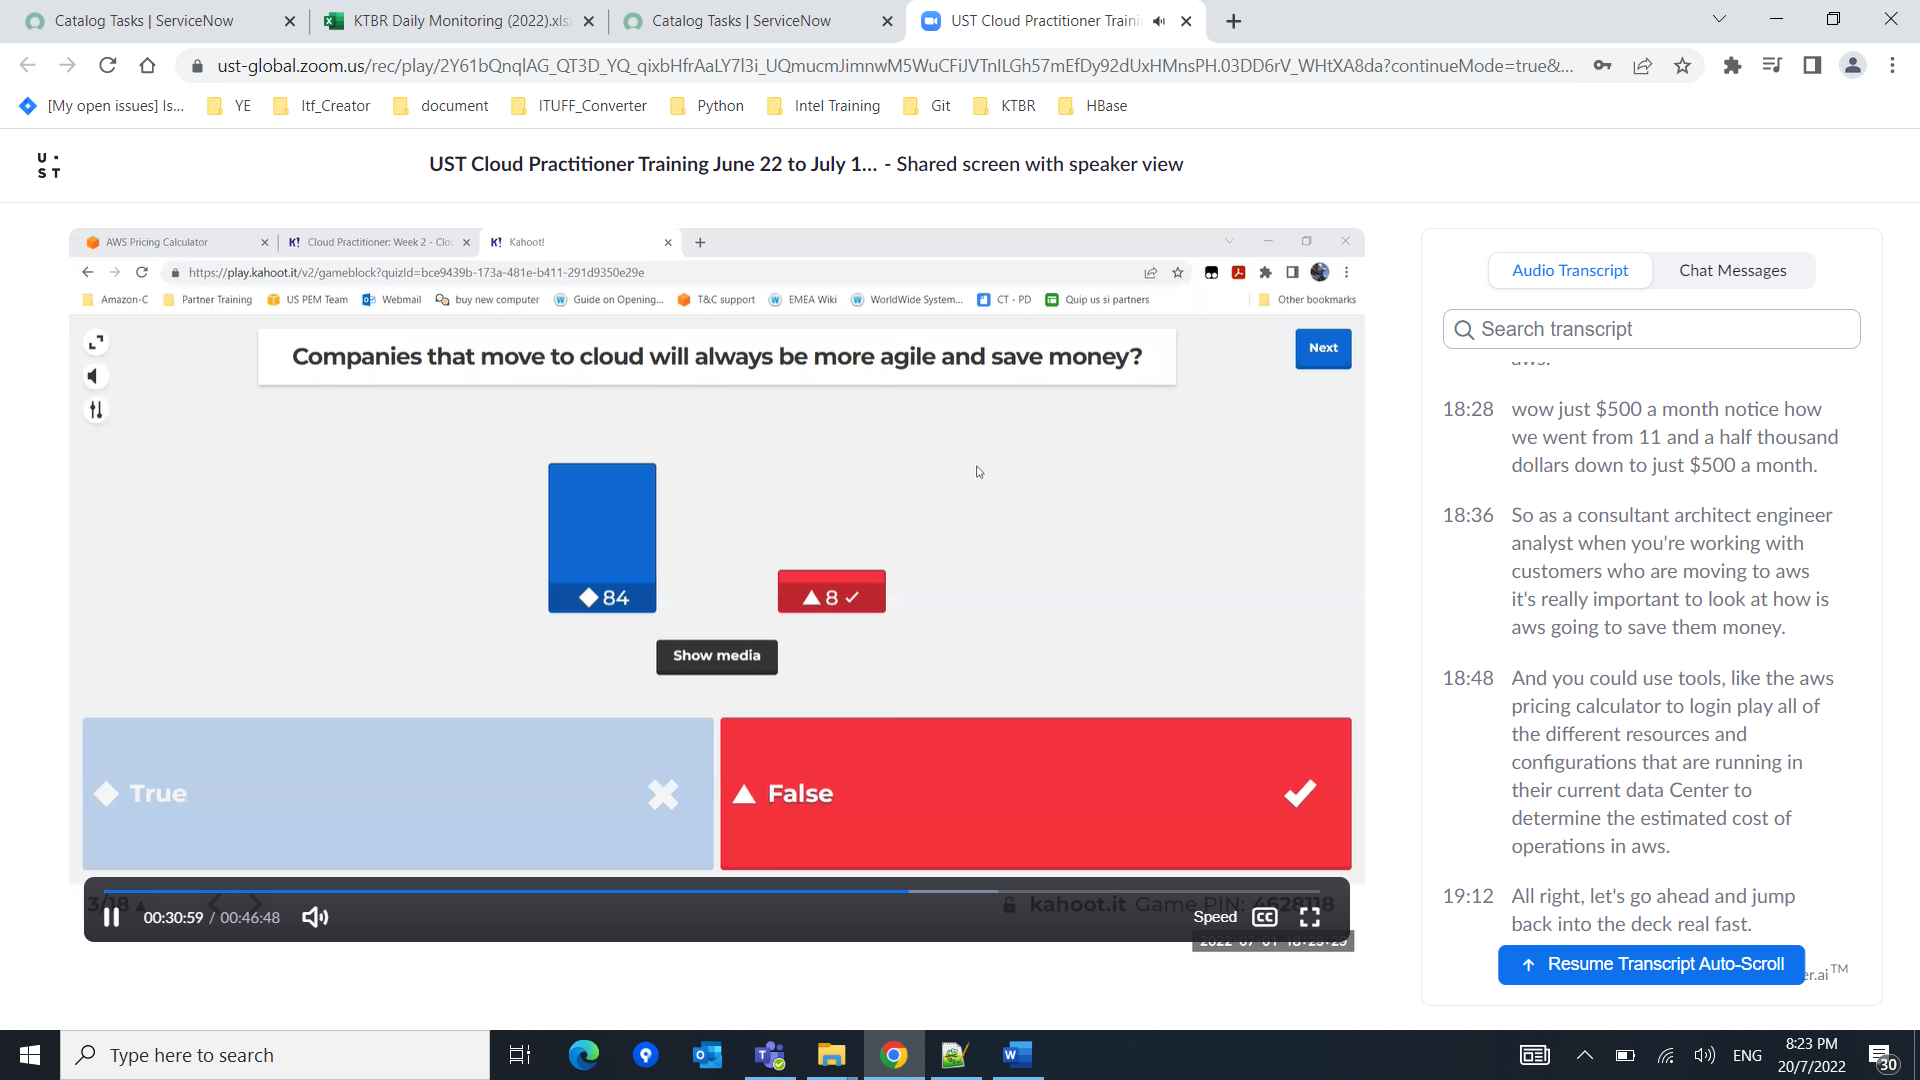 Catalog Tasks | ServiceNow
KTBR Daily Monitoring (2022).xls
Catalog Tasks | ServiceNow
UST Cloud Practitioner Traini
ust-global.zoom.us/rec/play/2Y61bQnqlAG_QT3D_YQ_qixbHfrAaLY7l3i_UQmucmJimnwM5WuCFiJVTnILGh57mEfDy92dUxHMnsPH.03DD6rV_WHtXA8da?continueMode=true&...
[My open issues] Is...
YE
Itf_Creator
document
ITUFF_Converter
Python
Intel Training
Git
KTBR
HBase
U·
ST
UST Cloud Practitioner Training June 22 to July 1... - Shared screen with speaker view
AWS Pricing Calculator
K! Cloud Practitioner: Week 2 - Clo
K! Kahoot!
https://play.kahoot.it/v2/gameblock?quizId=bce9439b-173a-481e-b411-291d9350e29e
Amazon-C
Partner Training
US PEM Team
Webmail
buy new computer
Guide on Opening...
T&C support
EMEA Wiki
WorldWide System...
CT - PD
Quip us si partners
Other bookmarks
Companies that move to cloud will always be more agile and save money?
Next
84
8
Show media
True
False
3/18
kahoot.it Game PIN: 4628118
00:30:59 / 00:46:48
Speed
CC
Audio Transcript
Chat Messages
Search transcript
aws.
18:28 wow just $500 a month notice how
we went from 11 and a half thousand
dollars down to just $500 a month.
18:36 So as a consultant architect engineer
analyst when you're working with
customers who are moving to aws
it's really important to look at how is
aws going to save them money.
18:48 And you could use tools, like the aws
pricing calculator to login play all of
the different resources and
configurations that are running in
their current data Center to
determine the estimated cost of
operations in aws.
19:12 All right, let's go ahead and jump
back into the deck real fast.
Resume Transcript Auto-Scroll
er.ai™
Type here to search
ENG
8:23 PM
20/7/2022
30